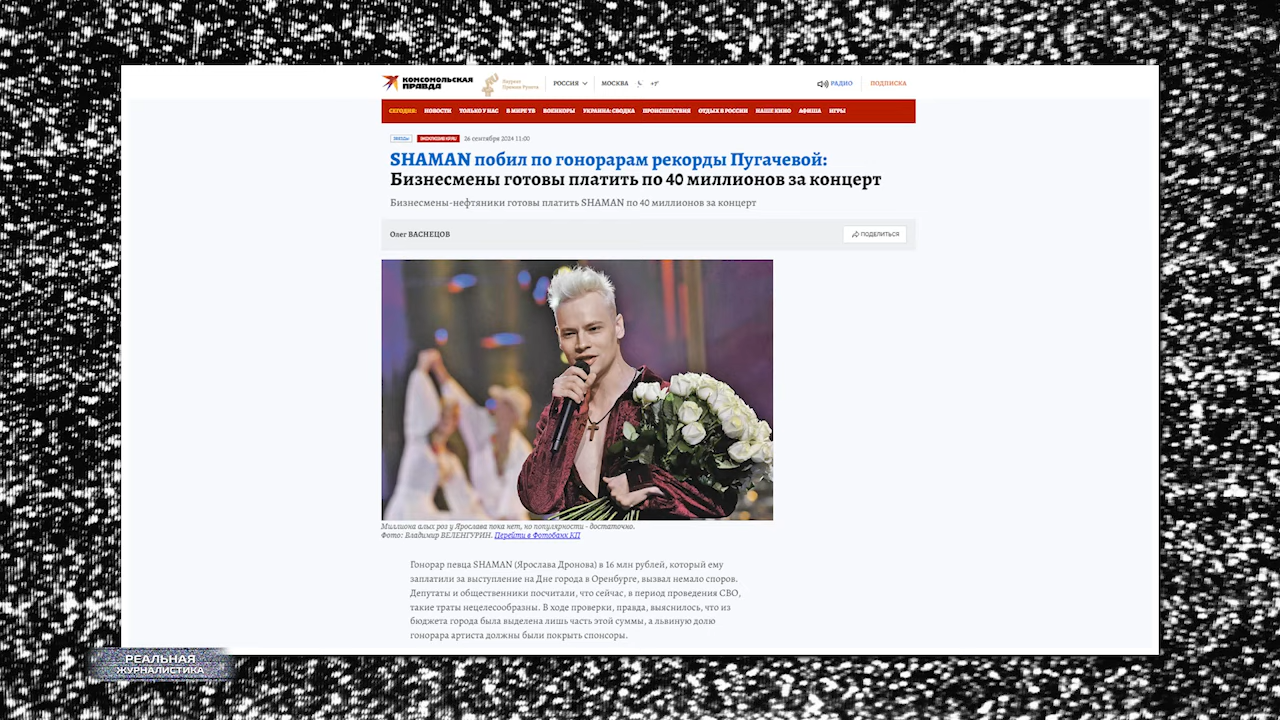 КОМСОМОЛЬСКАЯ
ПРАВДА
Лауреат
Премии Рунета
РОССИЯ
МОСКВА
+7°
РАДИО
ПОДПИСКА
СЕГОДНЯ:
НОВОСТИ
ТОЛЬКО У НАС
В МИРЕ ТВ
ВОЕНКОРЫ
УКРАИНА: СВОДКА
ПРОИСШЕСТВИЯ
ОТДЫХ В РОССИИ
НАШЕ КИНО
АФИША
ИГРЫ
ЗВЕЗДЫ
ЭКСКЛЮЗИВ KP.RU
26 сентября 2024 11:00
SHAMAN побил по гонорарам рекорды Пугачевой:
Бизнесмены готовы платить по 40 миллионов за концерт
Бизнесмены-нефтяники готовы платить SHAMAN по 40 миллионов за концерт
Олег ВАСНЕЦОВ
ПОДЕЛИТЬСЯ
Миллиона алых роз у Ярослава пока нет, но популярности - достаточно.
Фото: Владимир ВЕЛЕНГУРИН. Перейти в Фотобанк КП
Гонорар певца SHAMAN (Ярослава Дронова) в 16 млн рублей, который ему
заплатили за выступление на Дне города в Оренбурге, вызвал немало споров.
Депутаты и общественники посчитали, что сейчас, в период проведения СВО,
такие траты нецелесообразны. В ходе проверки, правда, выяснилось, что из
бюджета города была выделена лишь часть этой суммы, а львиную долю
гонорара артиста должны были покрыть спонсоры.
РЕАЛЬНАЯ
ЖУРНАЛИСТИКА